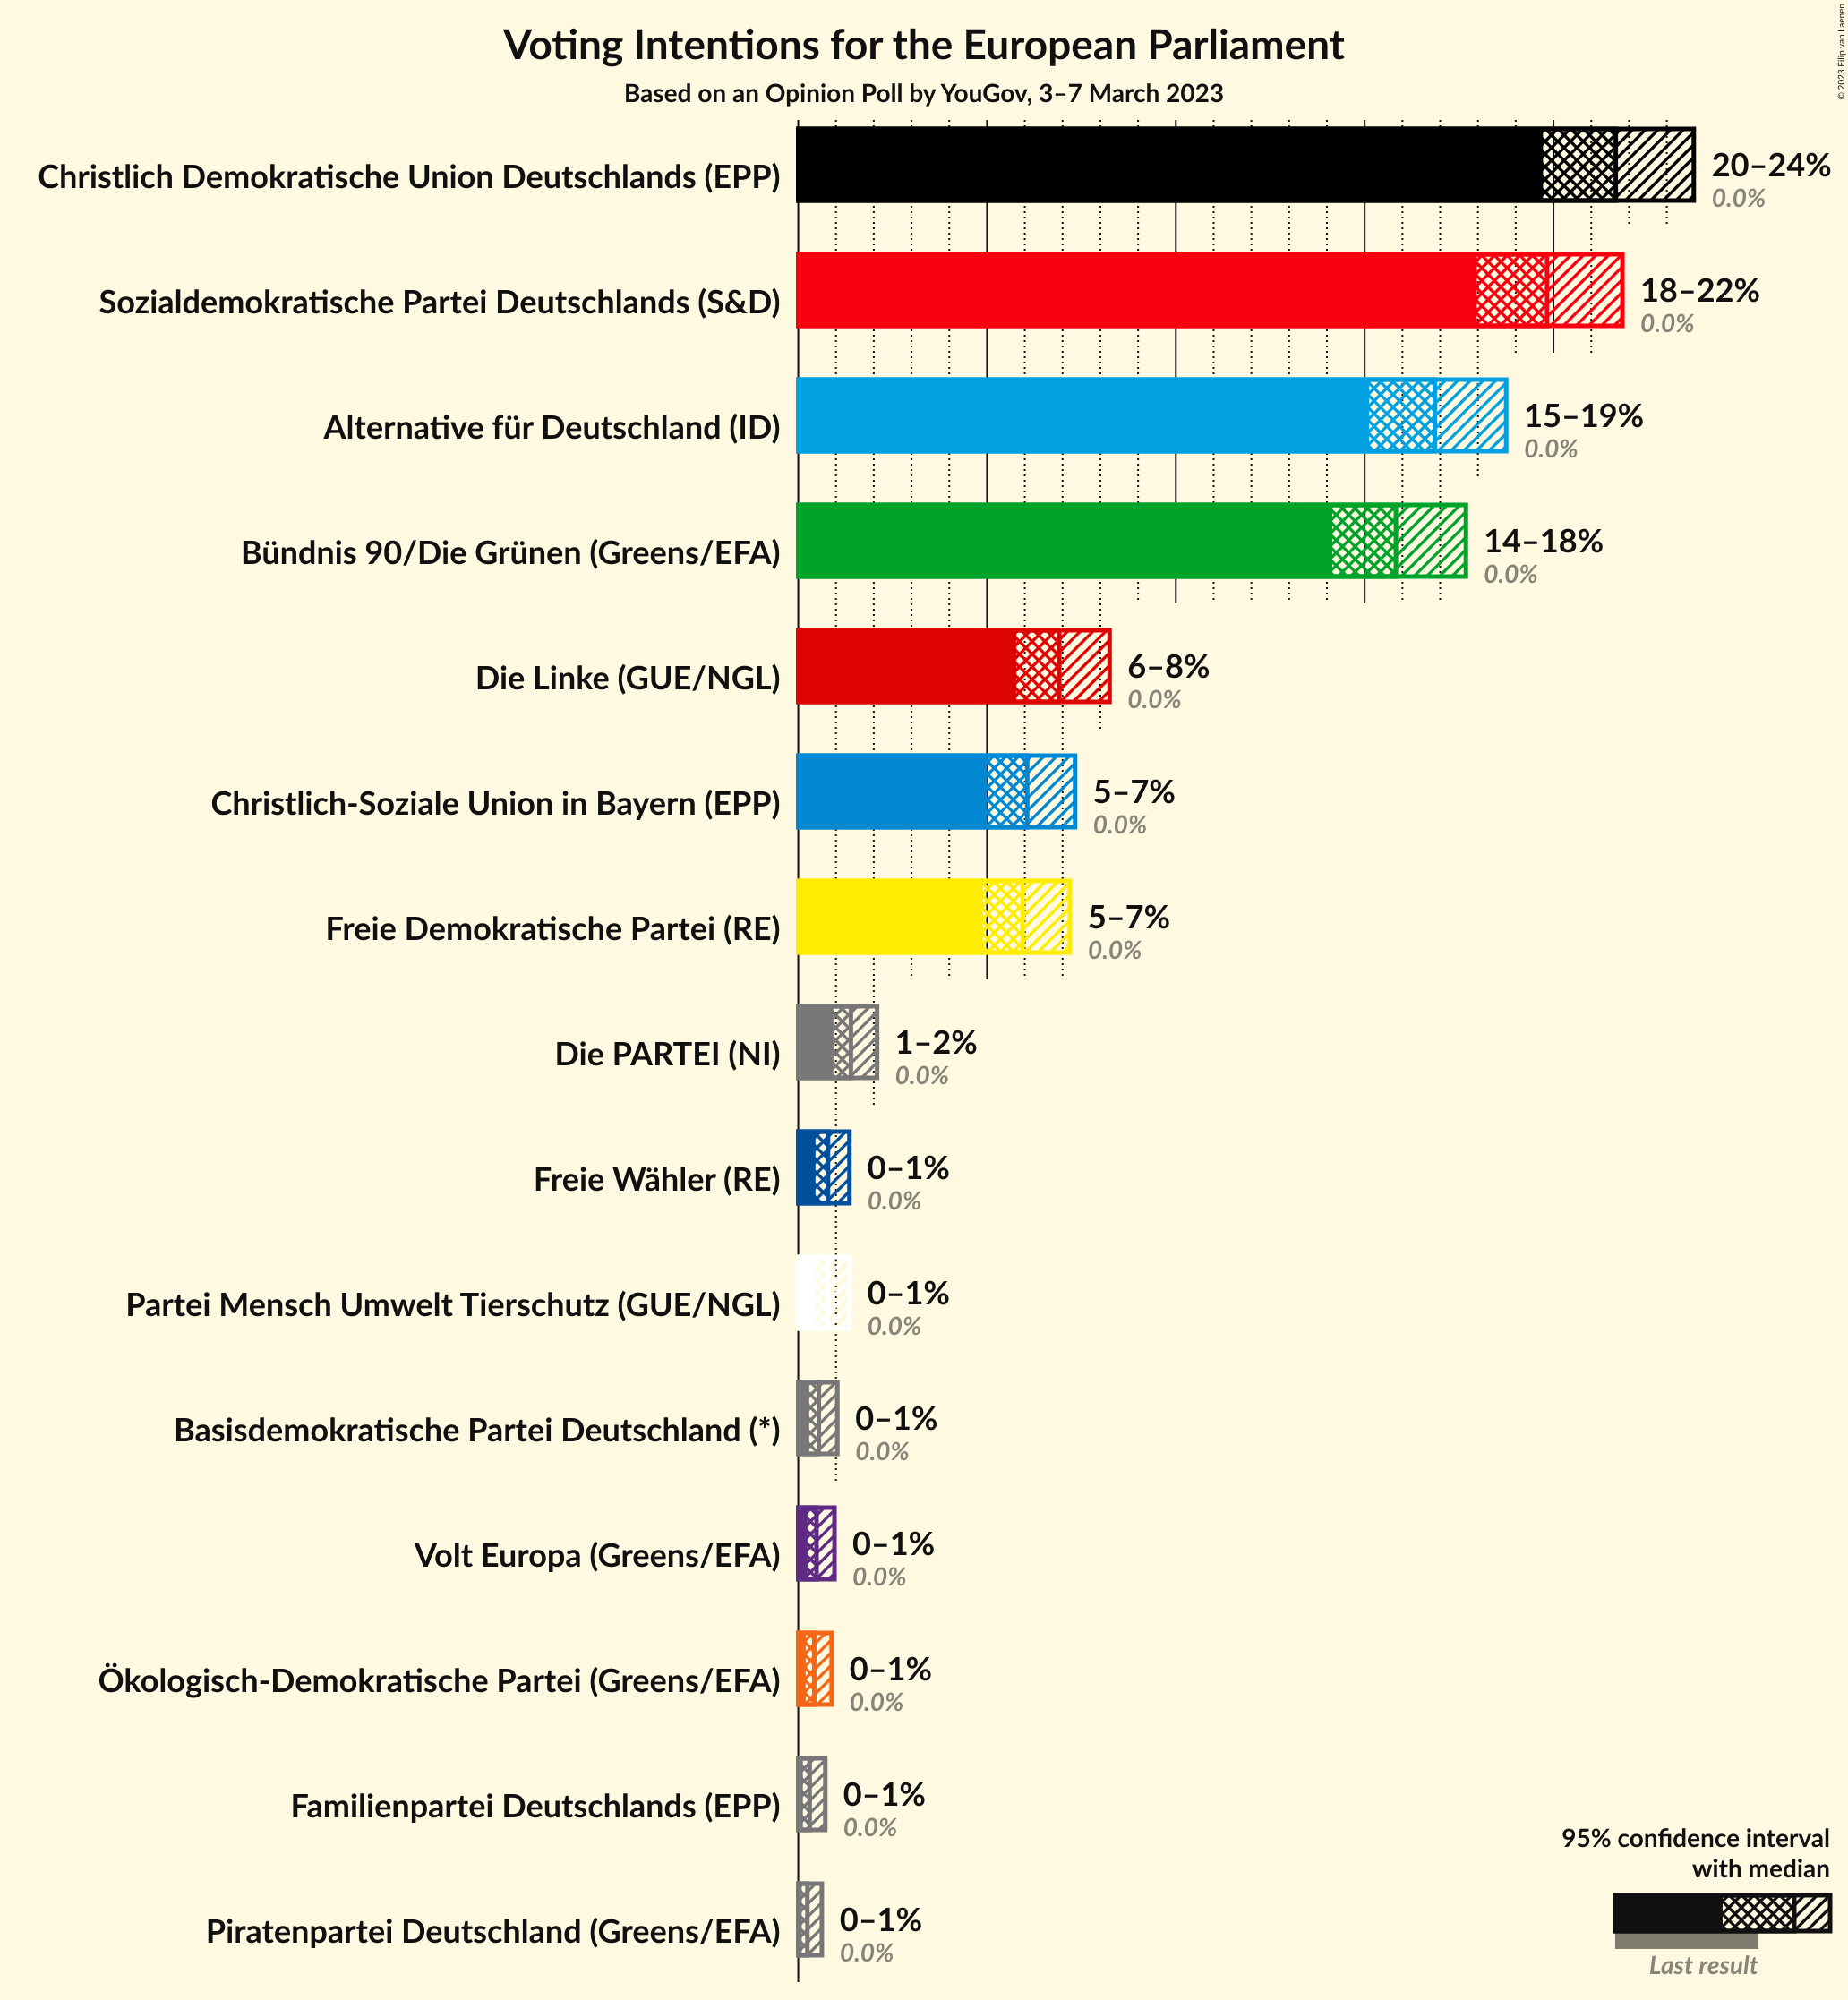 Voting Intentions for the European Parliament
Based on an Opinion Poll by YouGov, 3–7 March 2023
© 2023 Filip van Laenen
Christlich Demokratische Union Deutschlands (EPP)
20–24%
0.0%
Sozialdemokratische Partei Deutschlands (S&D)
18–22%
0.0%
Alternative für Deutschland (ID)
15–19%
0.0%
Bündnis 90/Die Grünen (Greens/EFA)
14–18%
0.0%
Die Linke (GUE/NGL)
6–8%
0.0%
Christlich-Soziale Union in Bayern (EPP)
5–7%
0.0%
Freie Demokratische Partei (RE)
5–7%
0.0%
Die PARTEI (NI)
1–2%
0.0%
Freie Wähler (RE)
0–1%
0.0%
Partei Mensch Umwelt Tierschutz (GUE/NGL)
0–1%
0.0%
Basisdemokratische Partei Deutschland (*)
0–1%
0.0%
Volt Europa (Greens/EFA)
0–1%
0.0%
Ökologisch-Demokratische Partei (Greens/EFA)
0–1%
0.0%
Familienpartei Deutschlands (EPP)
0–1%
0.0%
Piratenpartei Deutschland (Greens/EFA)
0–1%
0.0%
95% confidence interval
with median
Last result